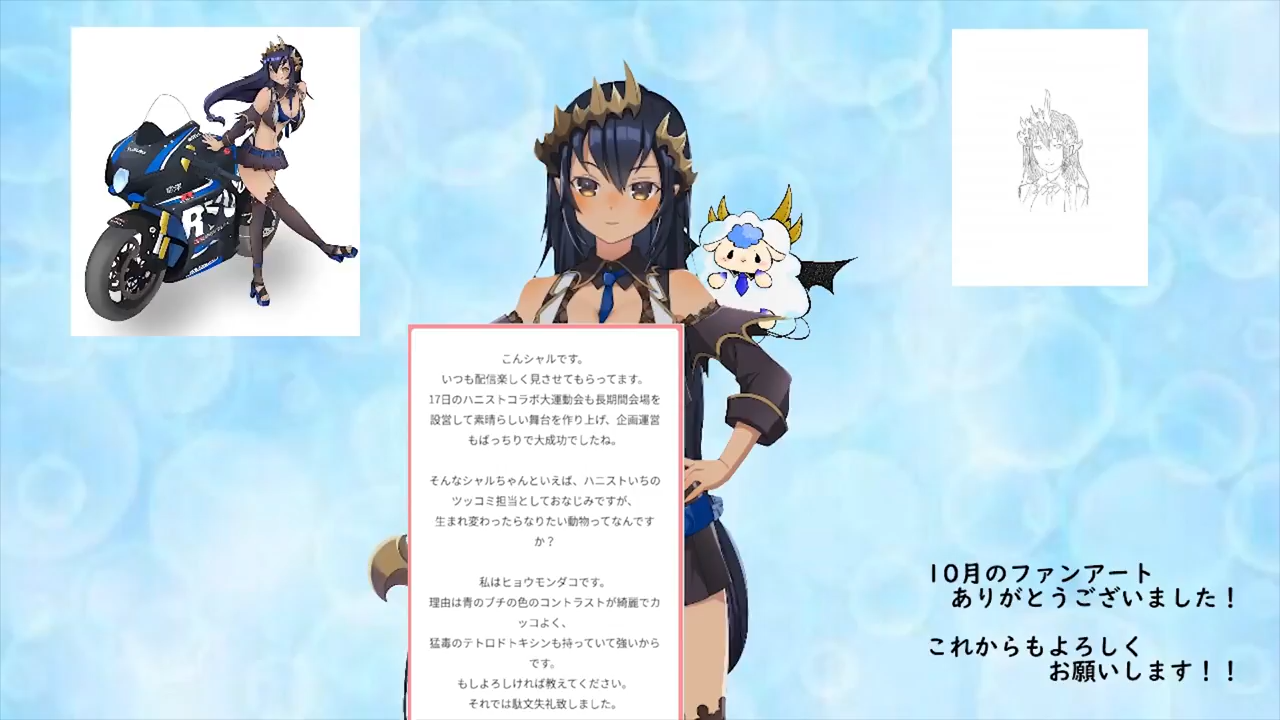 こんシャルです。
いつも配信楽しく見させてもらってます。
17日のハニストコラボ大運動会も長期間会場を
設営して素晴らしい舞台を作り上げ、企画運営
もばっちりで大成功でしたね。
そんなシャルちゃんといえば、ハニストいちの
ツッコミ担当としておなじみですが、
生まれ変わったらなりたい動物ってなんです
か？
私はヒョウモンダコです。
理由は青のブチの色のコントラストが綺麗でカ
ッコよく、
猛毒のテトロドトキシンも持っていて強いから
です。
もしよろしければ教えてください。
それでは駄文失礼致しました。
10月のファンアート
ありがとうございました！
これからもよろしく
お願いします！！